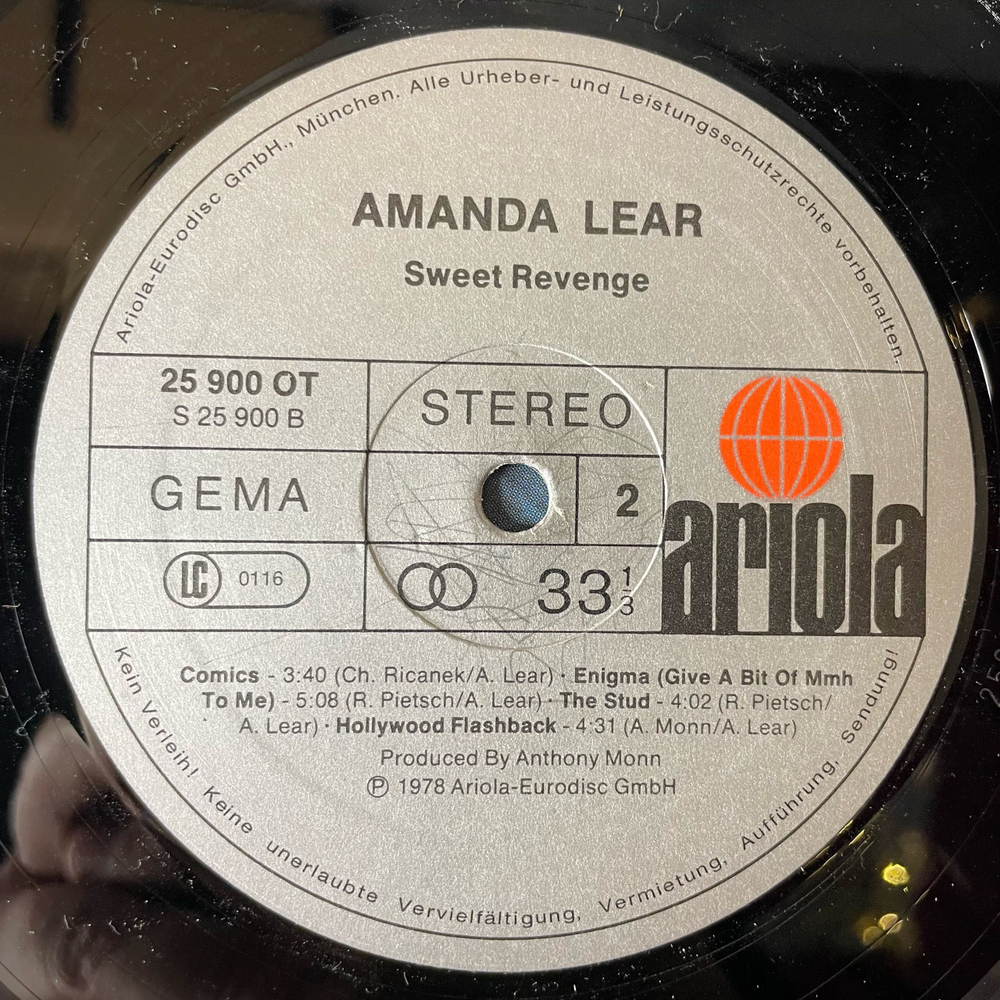 Ariola-Eurodisc GmbH., München. Alle Urheber- und Leistungsschutzrechte vorbehalten.
AMANDA LEAR
Sweet Revenge
25 900 OT
S 25 900 B
STEREO
GEMA
2
ariola
LC 0116
33 1/3
Comics - 3:40 (Ch. Ricanek/A. Lear) · Enigma (Give A Bit Of Mmh
To Me) - 5:08 (R. Pietsch/A. Lear) · The Stud - 4:02 (R. Pietsch/
A. Lear) · Hollywood Flashback - 4:31 (A. Monn/A. Lear)
Produced By Anthony Monn
℗ 1978 Ariola-Eurodisc GmbH
Kein Verleih! Keine unerlaubte Vervielfältigung, Vermietung, Aufführung, Sendung!